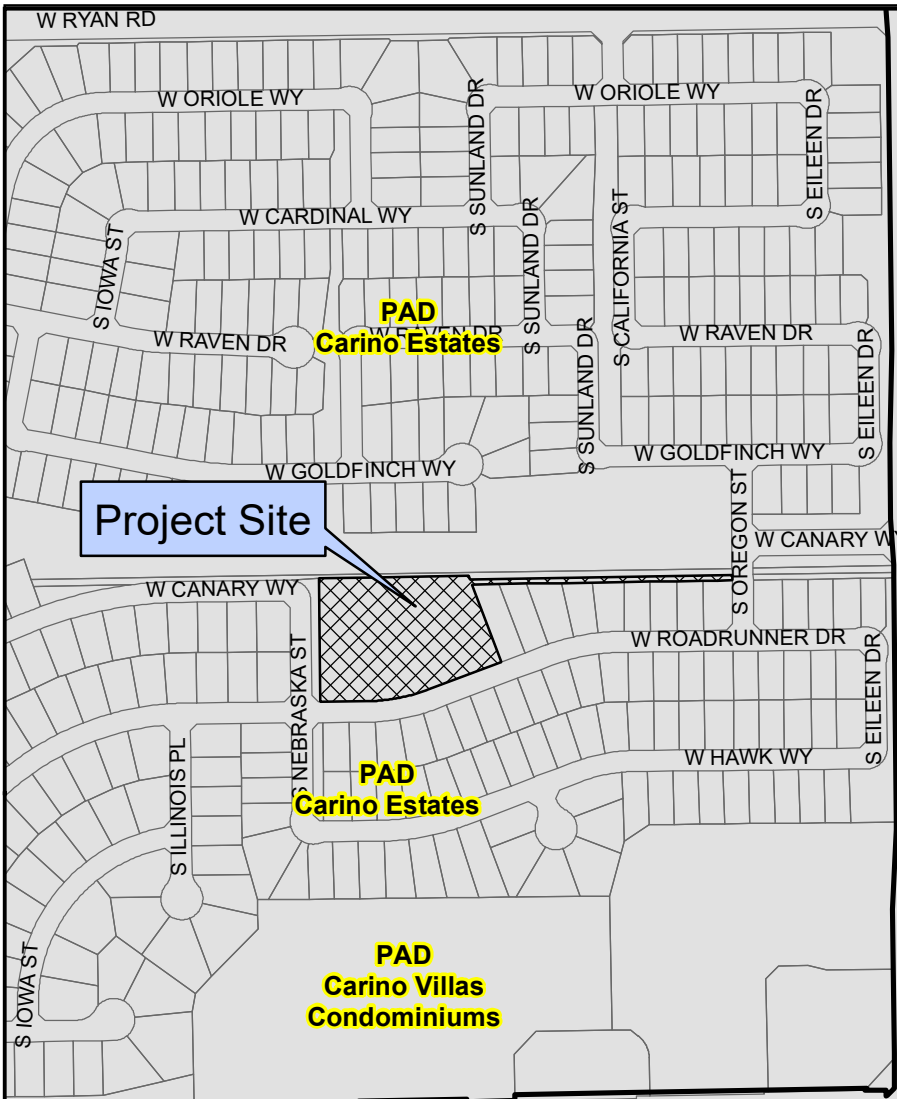 W RYAN RD
W ORIOLE WY
W ORIOLE WY
S SUNLAND DR
S EILEEN DR
W CARDINAL WY
S SUNLAND DR
S CALIFORNIA ST
S IOWA ST
PAD
Carino Estates
W RAVEN DR
W RAVEN DR
W RAVEN DR
S SUNLAND DR
S EILEEN DR
W GOLDFINCH WY
W GOLDFINCH WY
Project Site
S OREGON ST
W CANARY WY
W CANARY WY
S NEBRASKA ST
W ROADRUNNER DR
S EILEEN DR
S ILLINOIS PL
W HAWK WY
PAD
Carino Estates
S IOWA ST
PAD
Carino Villas
Condominiums